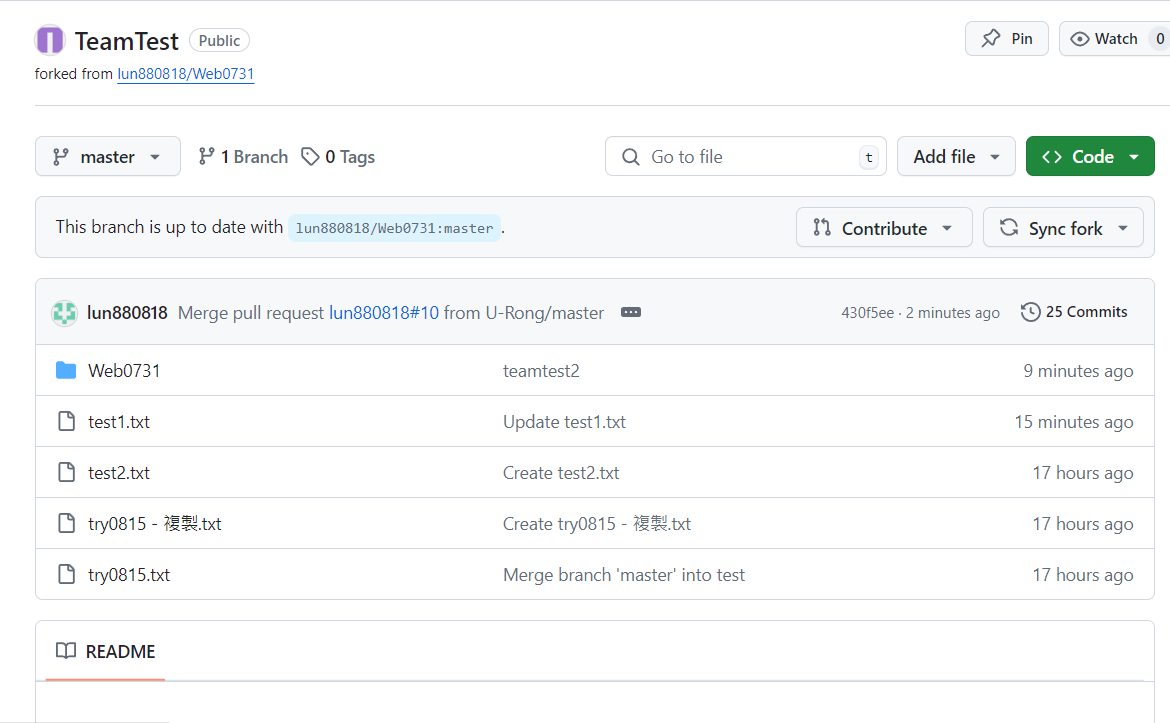 TeamTest Public Pin Watch 0
forked from lun880818/Web0731
master 1 Branch 0 Tags Go to file t Add file Code
This branch is up to date with lun880818/Web0731:master . Contribute Sync fork
lun880818 Merge pull request lun880818#10 from U-Rong/master 430f5ee · 2 minutes ago 25 Commits
Web0731 teamtest2 9 minutes ago
test1.txt Update test1.txt 15 minutes ago
test2.txt Create test2.txt 17 hours ago
try0815 - 複製.txt Create try0815 - 複製.txt 17 hours ago
try0815.txt Merge branch 'master' into test 17 hours ago
README